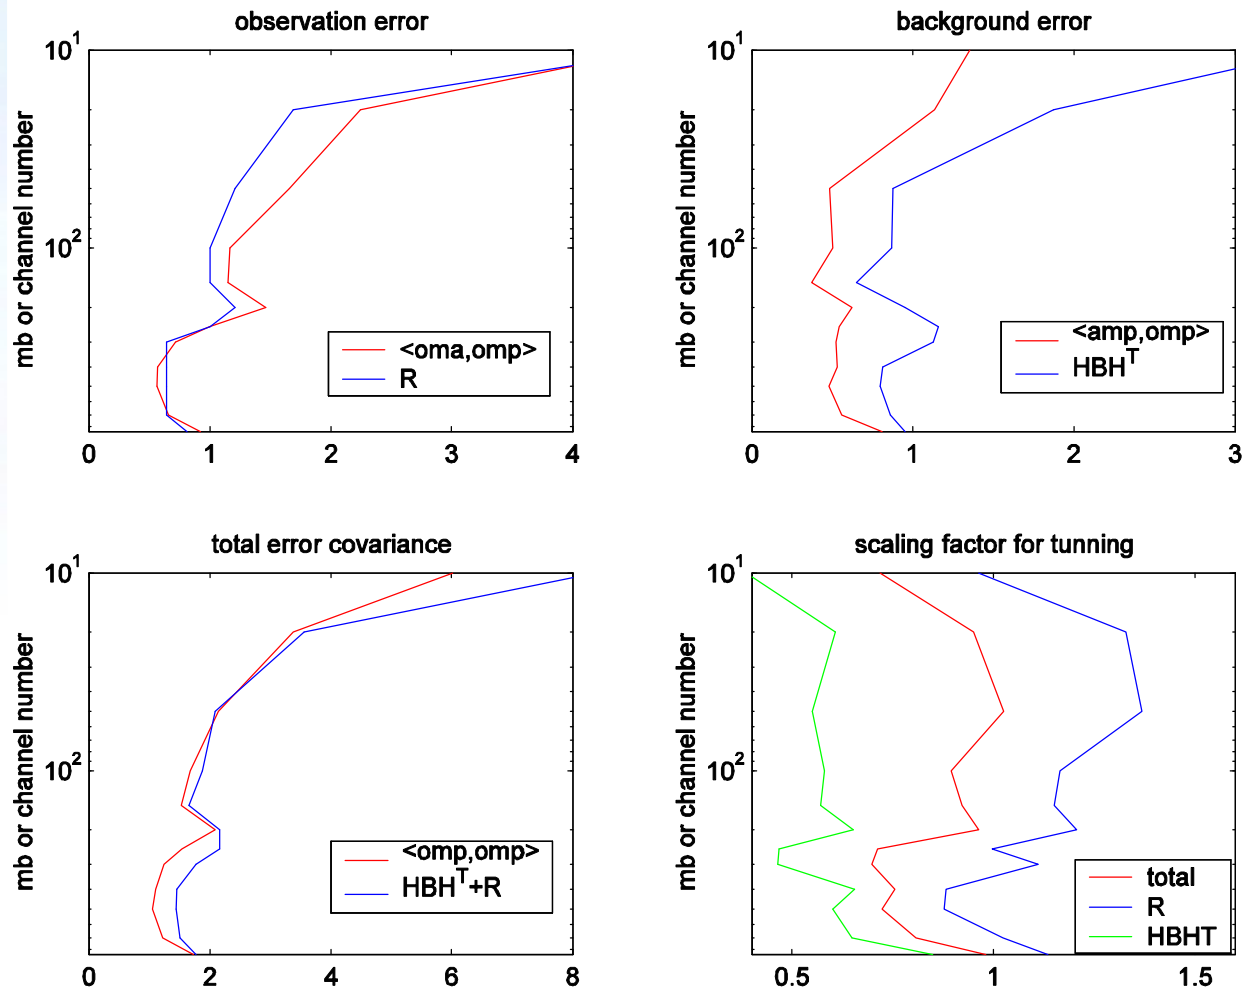 observation error
mb or channel number
10^1
10^2
0 1 2 3 4
<oma,omp>
R
background error
mb or channel number
10^1
10^2
0 1 2 3
<amp,omp>
HBH^T
total error covariance
mb or channel number
10^1
10^2
0 2 4 6 8
<omp,omp>
HBH^T+R
scaling factor for tunning
mb or channel number
10^1
10^2
0.5 1 1.5
total
R
HBHT